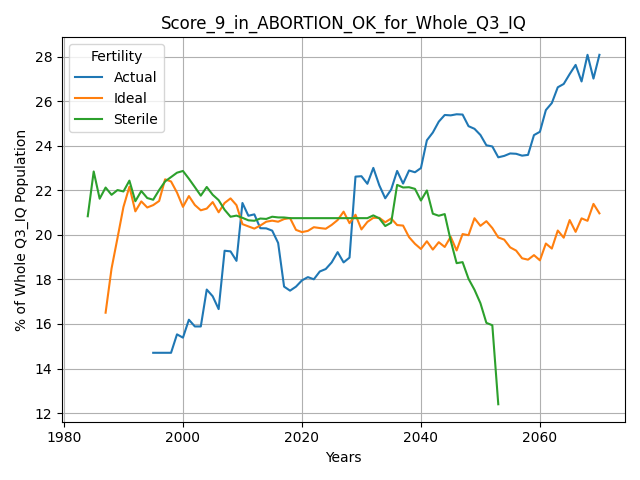 Score_9_in_ABORTION_OK_for_Whole_Q3_IQ
Fertility
Actual
Ideal
Sterile
% of Whole Q3_IQ Population
28
26
24
22
20
18
16
14
12
1980
2000
2020
2040
2060
Years